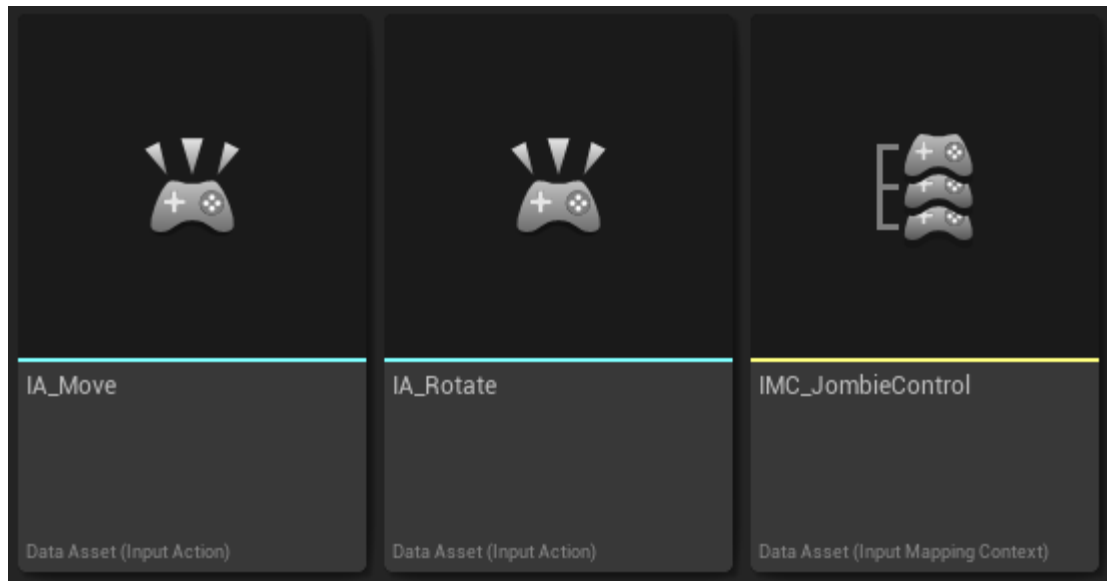 IA_Move
Data Asset (Input Action)
IA_Rotate
Data Asset (Input Action)
IMC_JombieControl
Data Asset (Input Mapping Context)